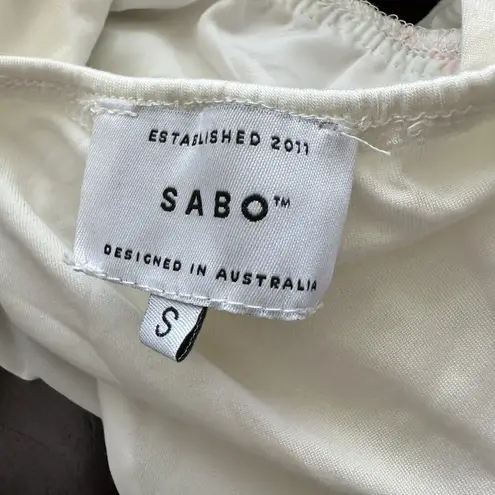 ESTABLISHED 2011
SABO™
DESIGNED IN AUSTRALIA
S